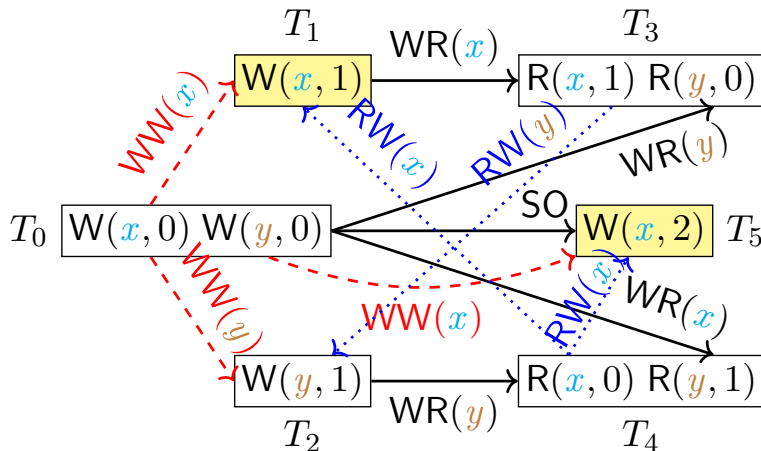 T₁
T₃
W(x, 1)
WR(x)
R(x, 1) R(y, 0)
WW(x)
RW(x)
RW(y)
WR(y)
SO
T₀
W(x, 0) W(y, 0)
W(x, 2)
T₅
WW(y)
WW(x)
RW(x)
WR(x)
W(y, 1)
WR(y)
R(x, 0) R(y, 1)
T₂
T₄